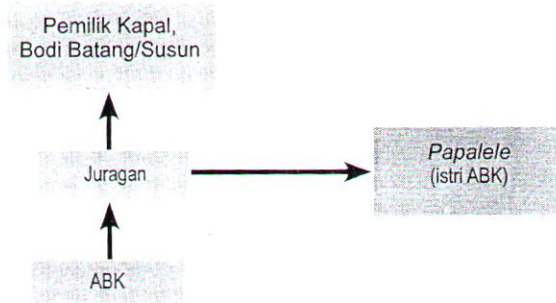 Pemilik Kapal,
Bodi Batang/Susun
Juragan
Papalele
(istri ABK)
ABK